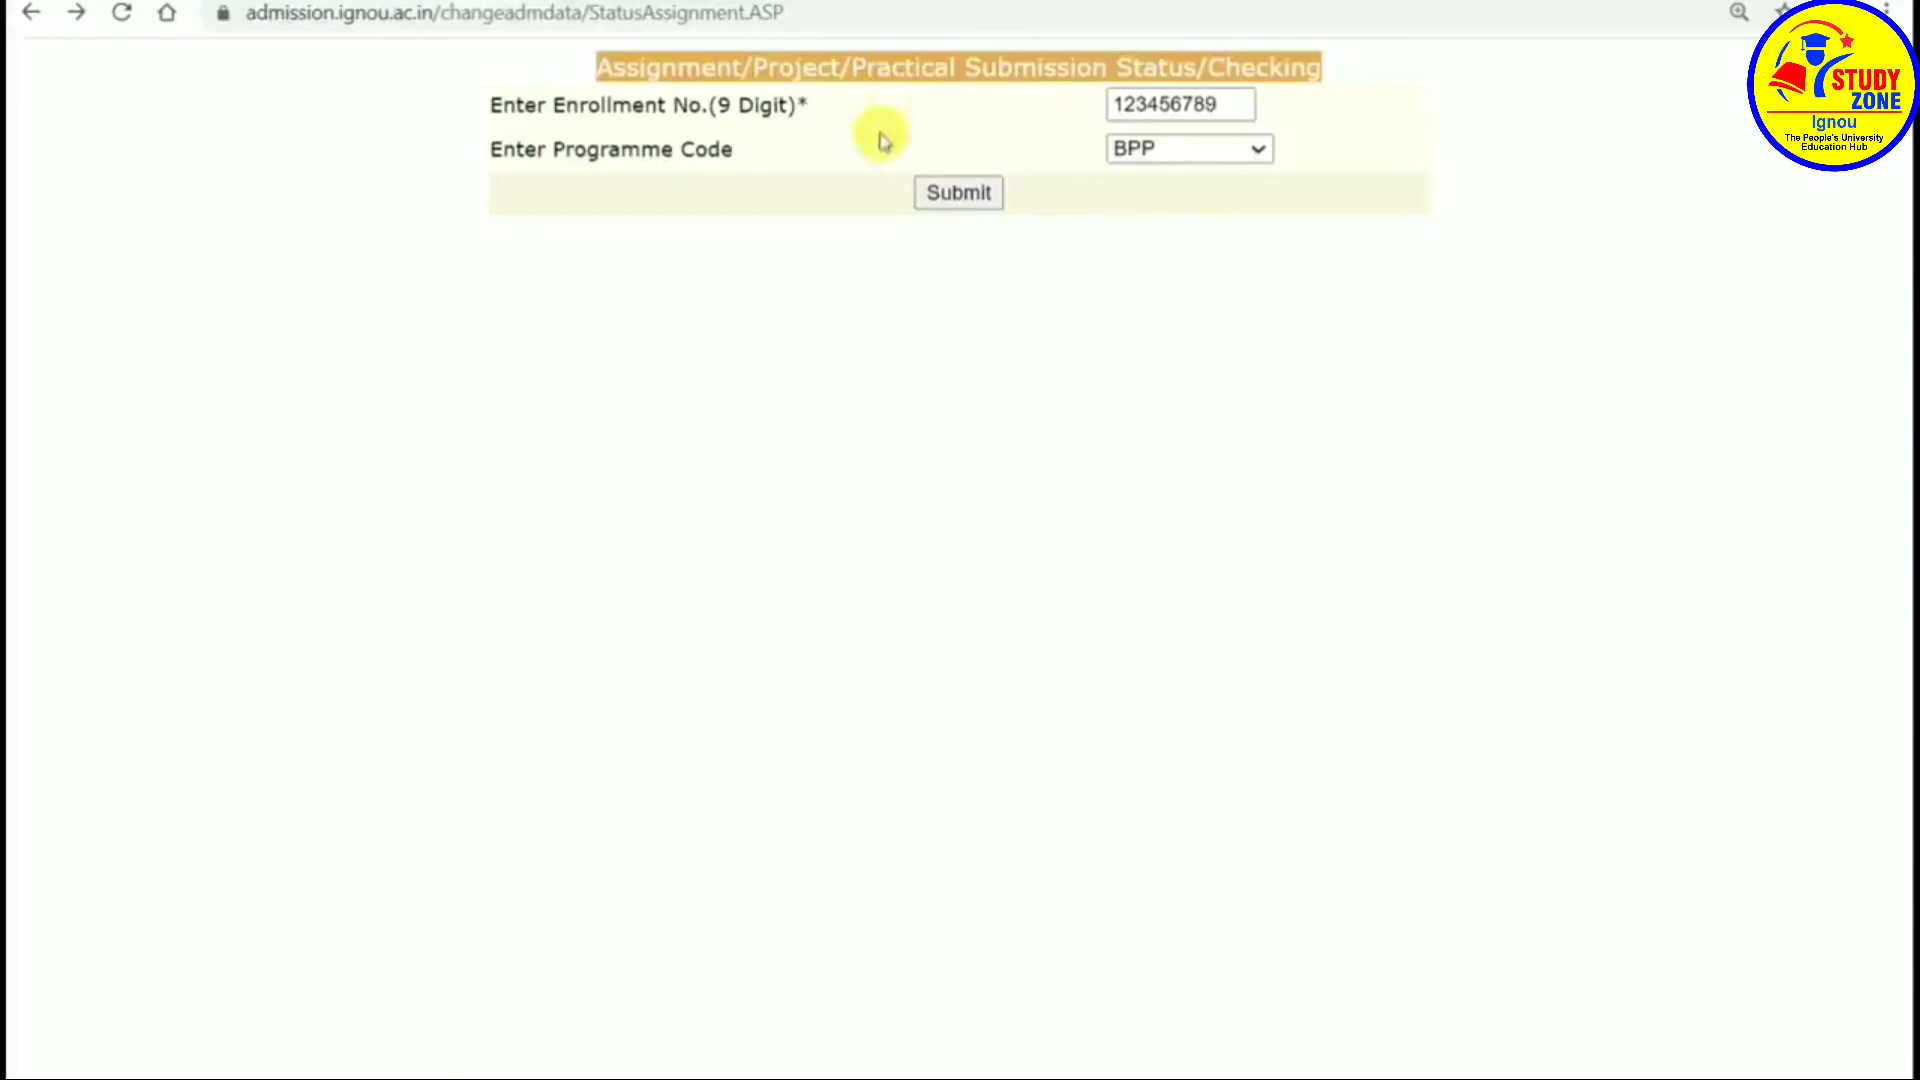 admission.ignou.ac.in/changeadmdata/StatusAssignment.ASP
Assignment/Project/Practical Submission Status/Checking
Enter Enrollment No.(9 Digit)* 123456789
Enter Programme Code BPP
Submit
STUDY
ZONE
Ignou
The People's University
Education Hub